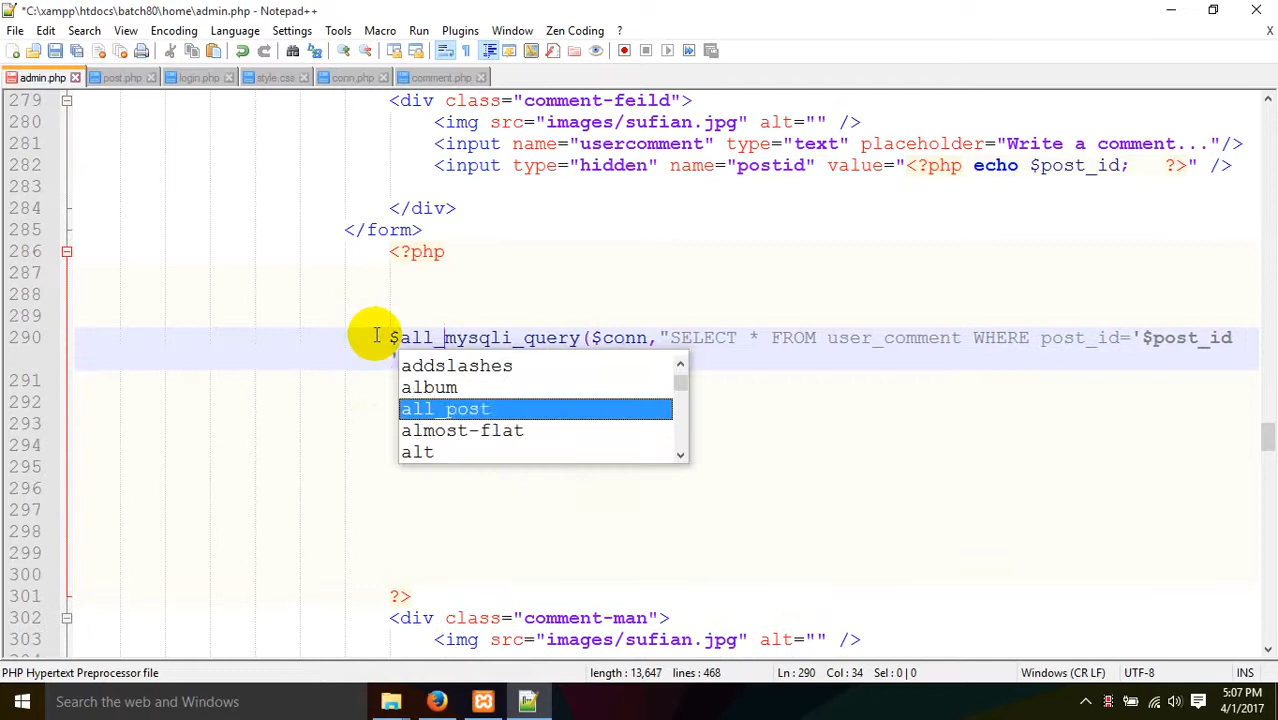 *C:\xampp\htdocs\batch80\home\admin.php - Notepad++
File Edit Search View Encoding Language Settings Tools Macro Run Plugins Window Zen Coding ? X
admin.php post.php login.php style.css conn.php comment.php
279 <div class="comment-feild">
280 <img src="images/sufian.jpg" alt="" />
281 <input name="usercomment" type="text" placeholder="Write a comment..."/>
282 <input type="hidden" name="postid" value="<?php echo $post_id; ?>" />
283
284 </div>
285 </form>
286 <?php
287
288
289
290 $all_mysqli_query($conn,"SELECT * FROM user_comment WHERE post_id='$post_id
addslashes
album
291 all_post
292 almost-flat
293 alt
294
295
296
297
298
299
300
301 ?>
302 <div class="comment-man">
303 <img src="images/sufian.jpg" alt="" />
PHP Hypertext Preprocessor file length : 13,647 lines : 468 Ln : 290 Col : 34 Sel : 0 | 0 Windows (CR LF) UTF-8 INS
Search the web and Windows 5:07 PM
4/1/2017